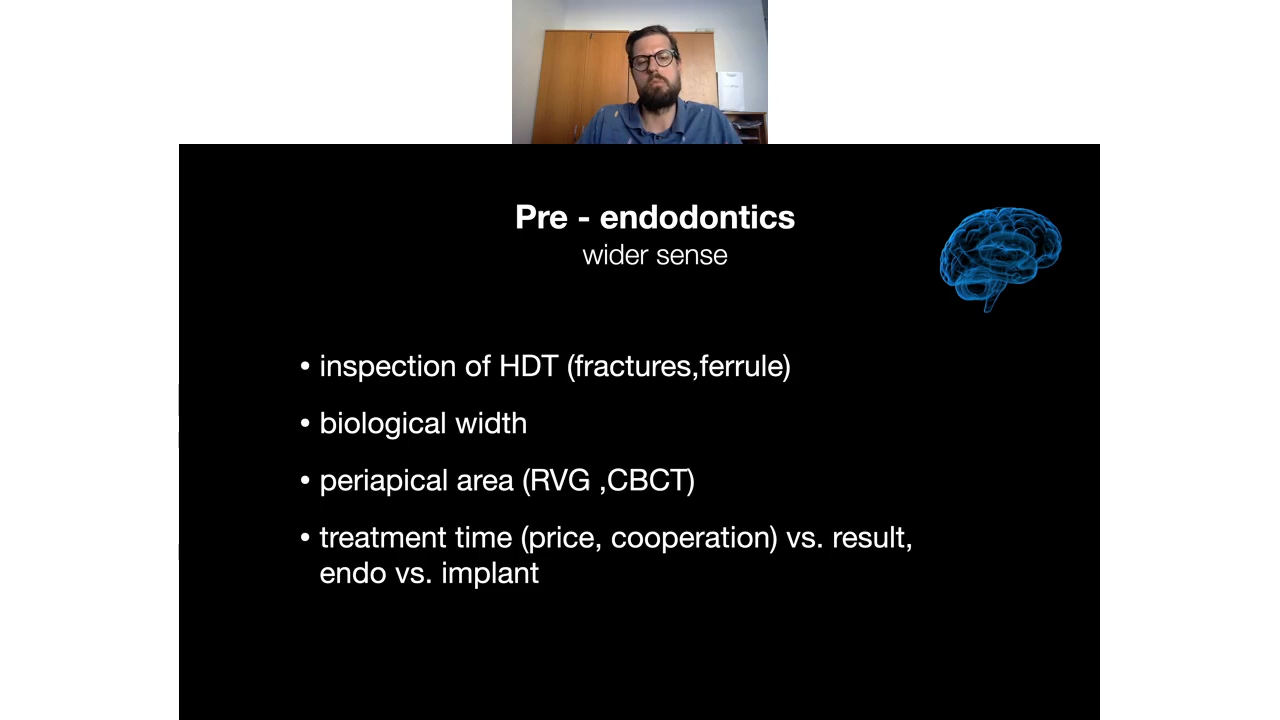 Pre - endodontics
wider sense
• inspection of HDT (fractures,ferrule)
• biological width
• periapical area (RVG ,CBCT)
• treatment time (price, cooperation) vs. result,
endo vs. implant